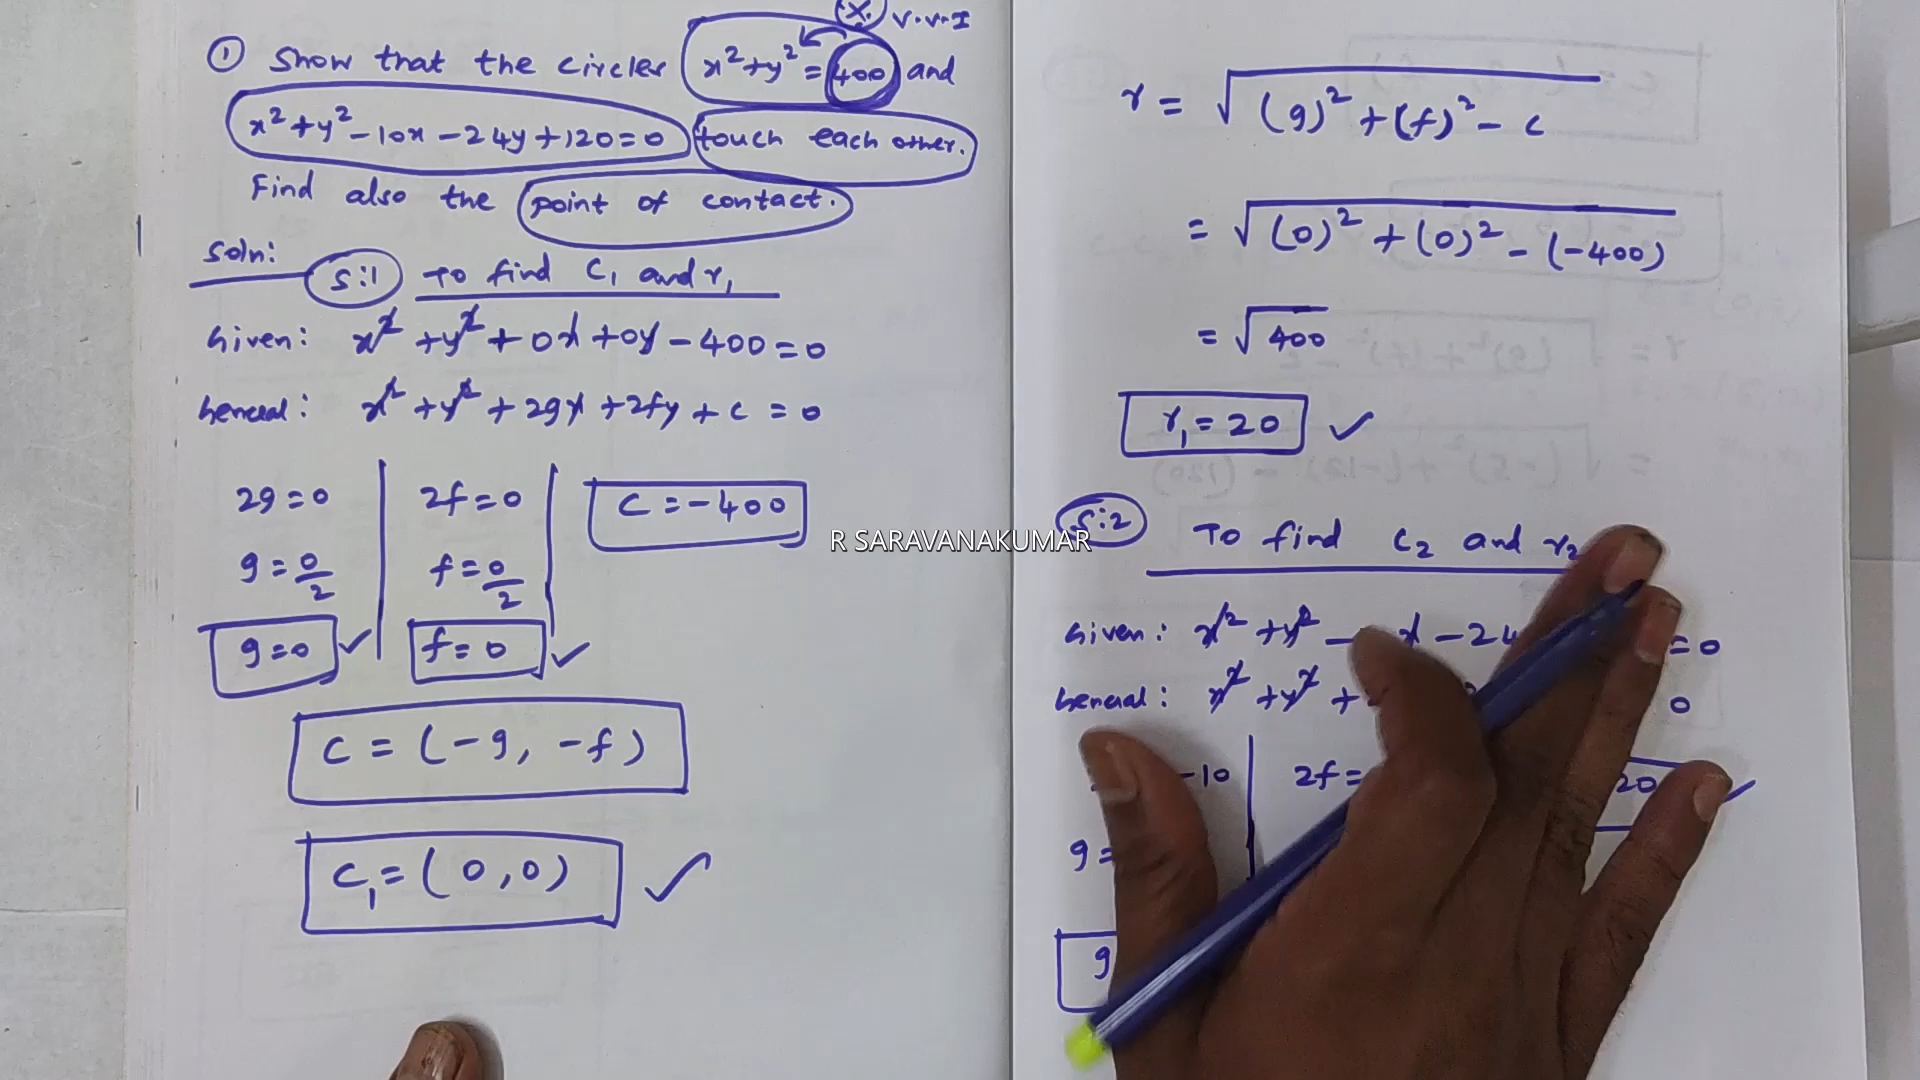 (X.) V.V.I
① Show that the circles x²+y²=400 and
x²+y²-10x-24y+120=0 touch each other.
Find also the point of contact.
Soln:
S:1 To find C₁ and r₁
Given: x²+y²+0x+0y-400=0
General: x²+y²+2gx+2fy+c=0
2g=0 2f=0 C=-400
g=0/2 f=0/2
g=0 ✓ f=0 ✓
C=(-g, -f)
C₁=(0,0) ✓
r = √(g)²+(f)²-c
= √(0)²+(0)²-(-400)
= √400
r₁=20 ✓
S:2 To find C₂ and r₂
R SARAVANAKUMAR
Given: x²+y²- x-24 =0
General: x²+y²+ 0
-10 2f= 20 ✓
g=
g